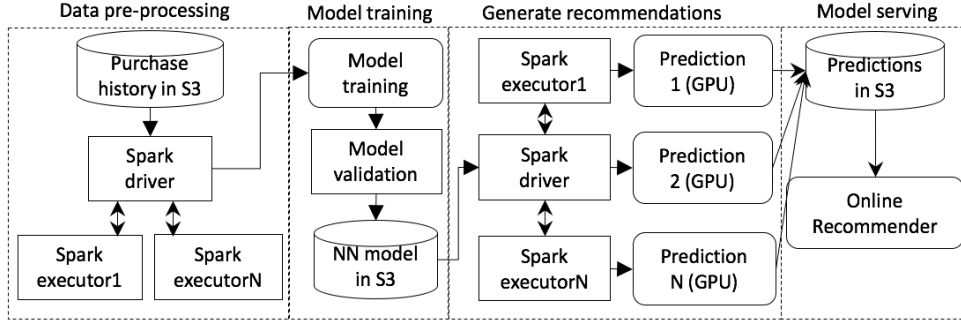 Data pre-processing
Purchase
history in S3
Spark
driver
Spark
executor1
Spark
executorN
Model training
Model
training
Model
validation
NN model
in S3
Generate recommendations
Spark
executor1
Prediction
1 (GPU)
Spark
driver
Prediction
2 (GPU)
Spark
executorN
Prediction
N (GPU)
Model serving
Predictions
in S3
Online
Recommender